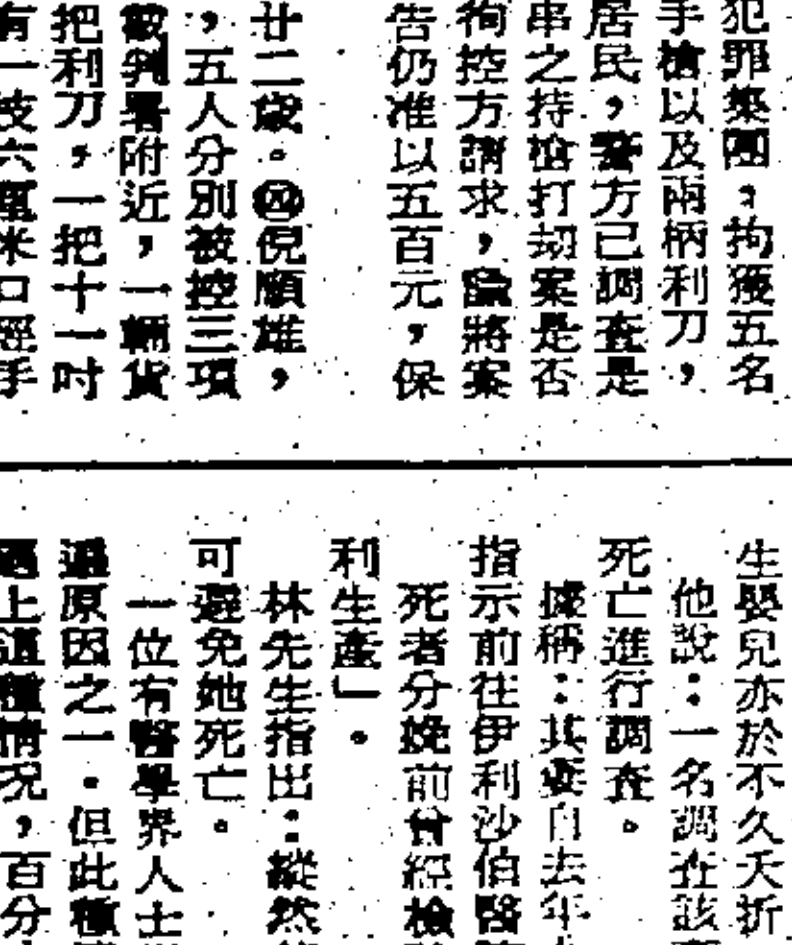 犯罪集團，拘獲五名
手槍以及兩柄利刀，
居民，警方已調查是
串之持槍打刧案是否
徇控方請求，諭將案
告仍准以五百元，保
廿二歲。㈣倪順雄，
，五人分別被控三項
被判署附近，一輛貨
把利刀，一把十一吋
有一枝六厘米口徑手
生嬰兒亦於不久夭折
他說：一名調查該
死亡進行調查。
據稱：其妻自去年
指示前往伊利沙伯醫
死者分娩前曾經檢
利生產」。
林先生指出：縱然
可避免她死亡。
一位有醫學界人士
過原因之一。但此種
遇上這種情況，百分